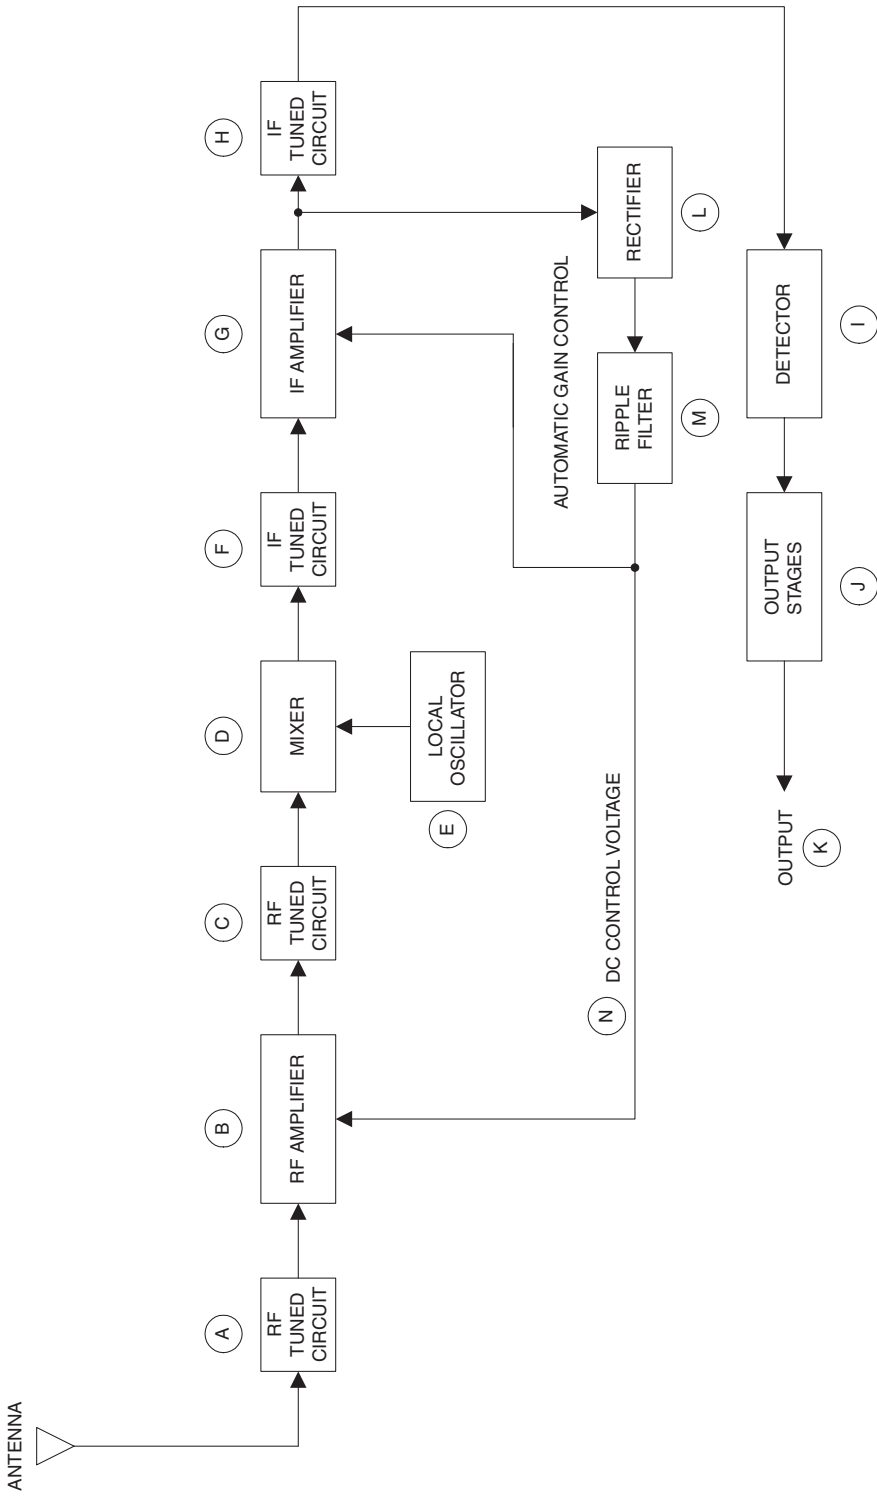 ANTENNA
A
RF
TUNED
CIRCUIT
B
RF AMPLIFIER
C
RF
TUNED
CIRCUIT
D
MIXER
E
LOCAL
OSCILLATOR
F
IF
TUNED
CIRCUIT
G
IF AMPLIFIER
H
IF
TUNED
CIRCUIT
AUTOMATIC GAIN CONTROL
RECTIFIER
L
RIPPLE
FILTER
M
N
DC CONTROL VOLTAGE
DETECTOR
I
OUTPUT
STAGES
J
OUTPUT
K